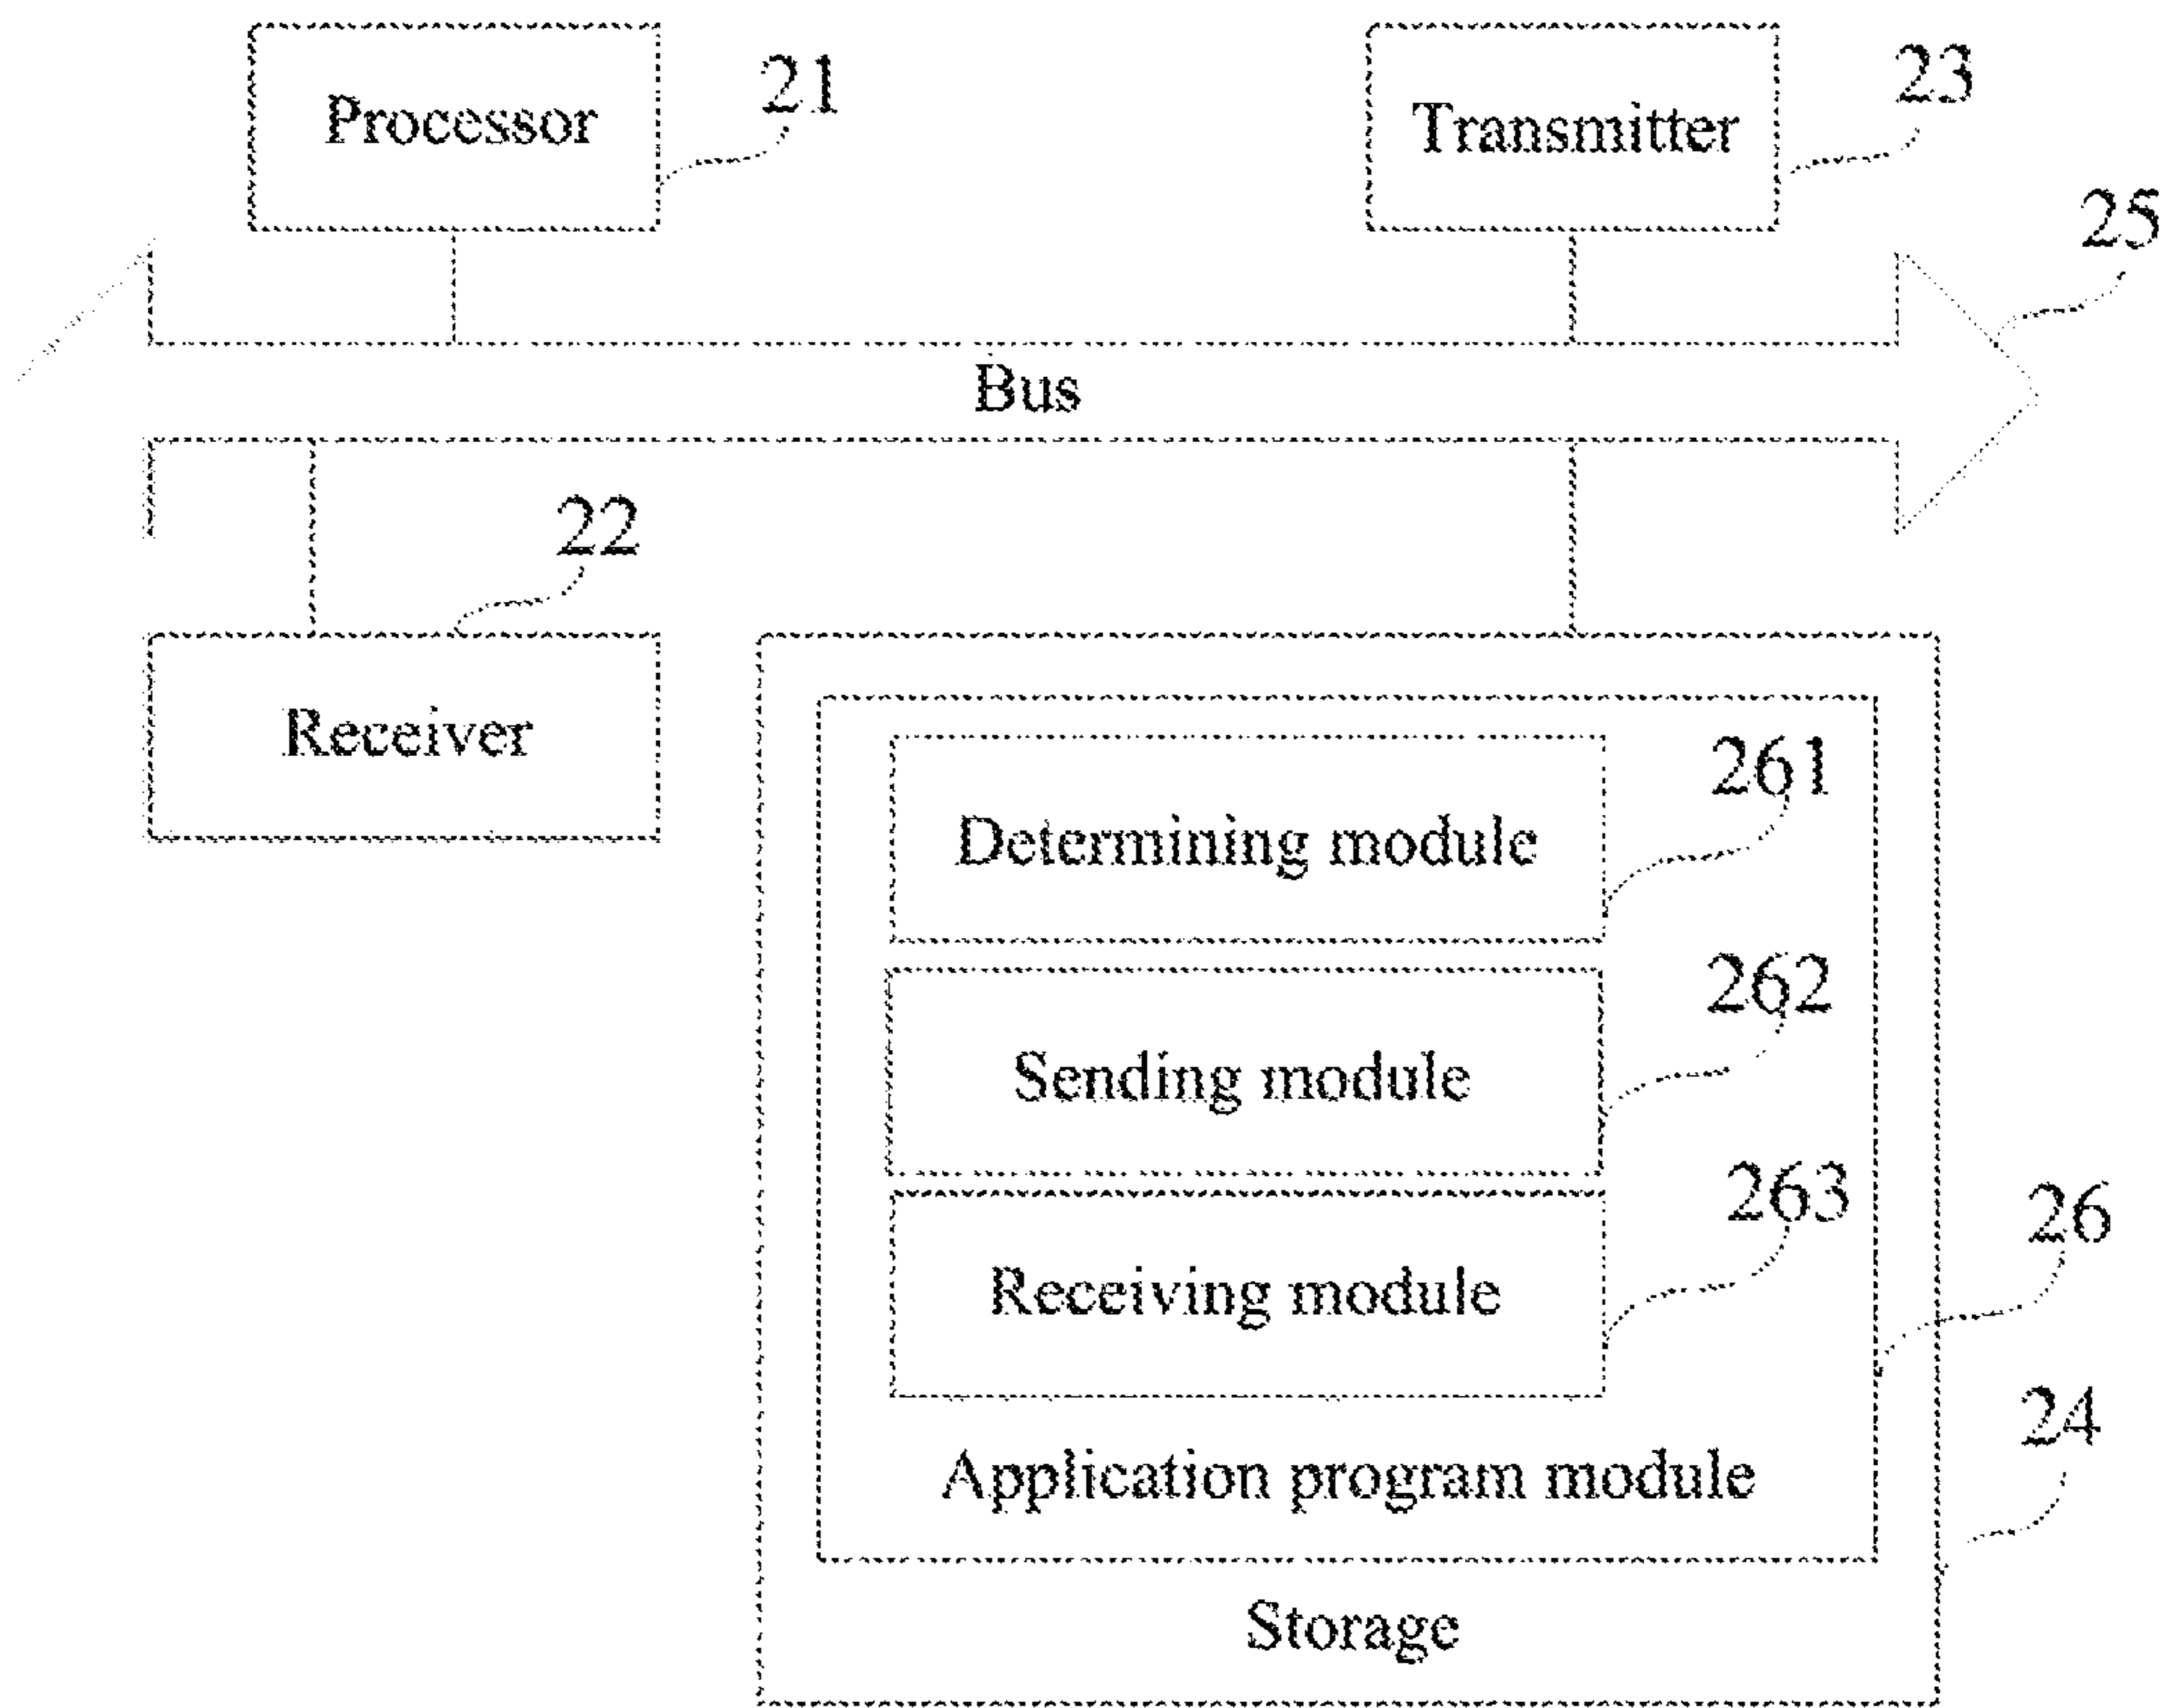 Processor
21
Transmitter
23
25
Bus
22
Receiver
Determining module
261
Sending module
262
Receiving module
263
26
Application program module
24
Storage